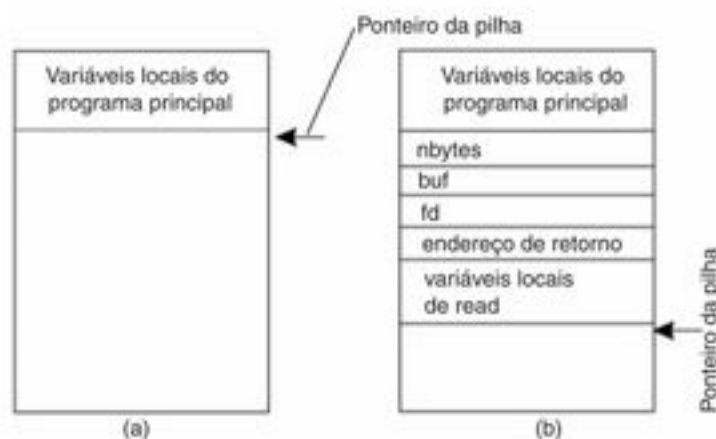 Ponteiro da pilha
Variáveis locais do
programa principal
(a)
Variáveis locais do
programa principal
nbytes
buf
fd
endereço de retorno
variáveis locais
de read
Ponteiro da pilha
(b)